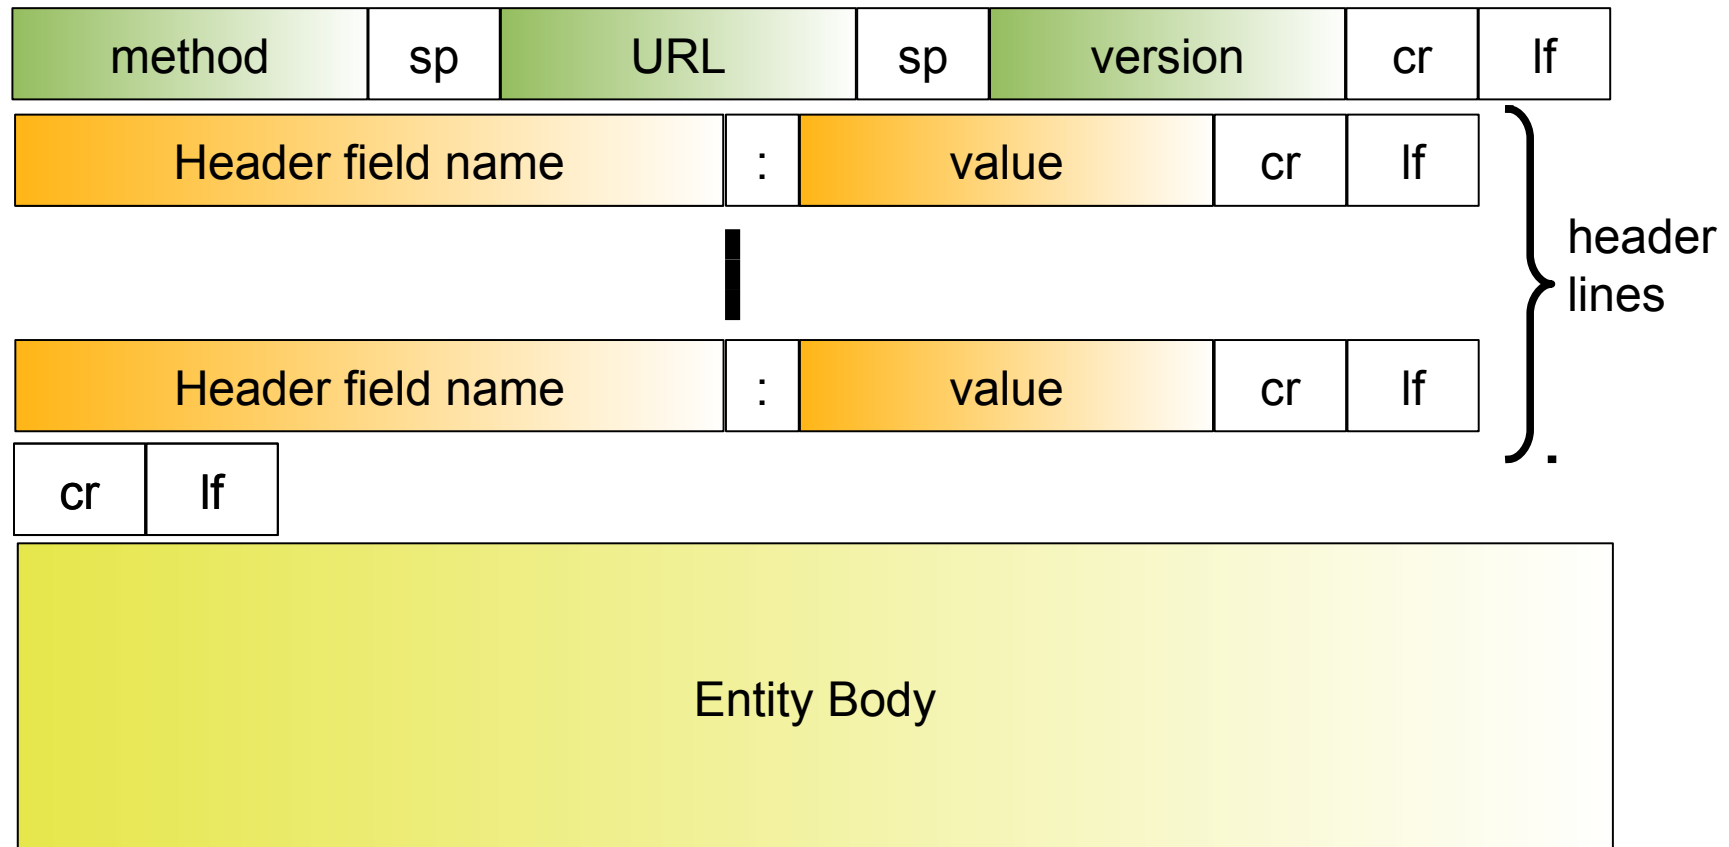 method sp URL sp version cr lf
Header field name : value cr lf
header
lines
Header field name : value cr lf
cr lf
Entity Body